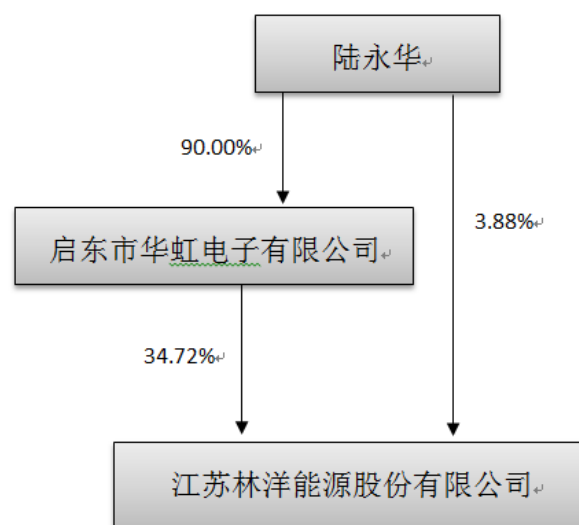 陆永华
90.00%
3.88%
启东市华虹电子有限公司
34.72%
江苏林洋能源股份有限公司